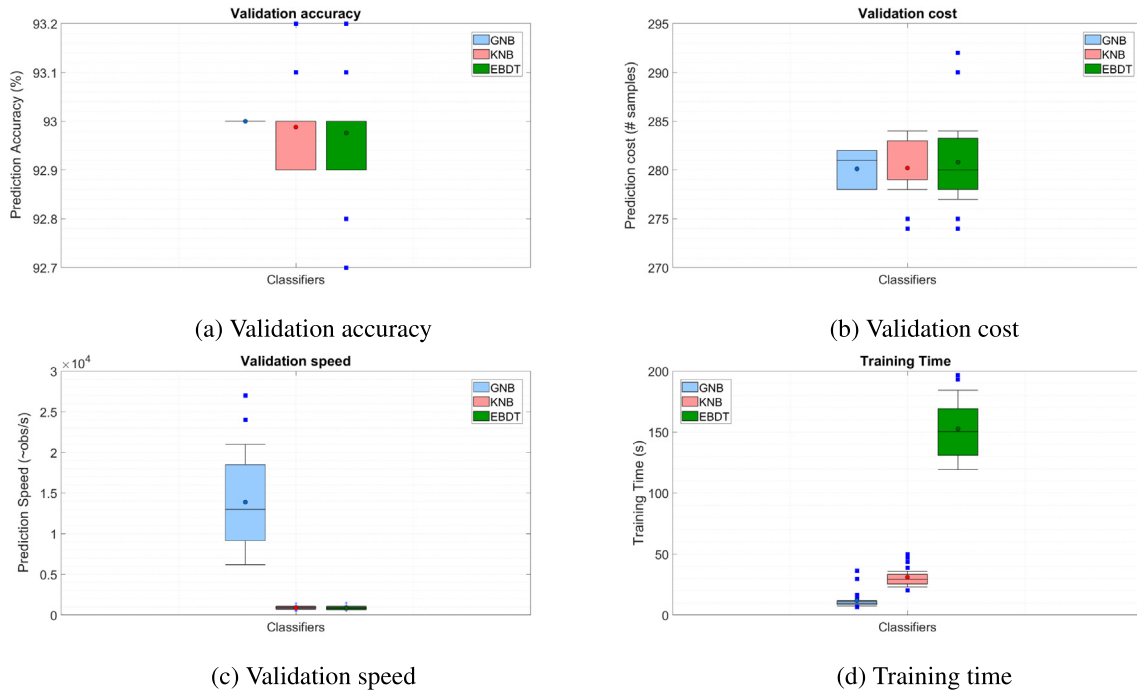 Validation accuracy
93.2
93.1
93
92.9
92.8
92.7
Prediction Accuracy (%)
Classifiers
GNB
KNB
EBDT
(a) Validation accuracy
Validation cost
295
290
285
280
275
270
Prediction cost (# samples)
Classifiers
GNB
KNB
EBDT
(b) Validation cost
Validation speed
×10⁴
3
2.5
2
1.5
1
0.5
0
Prediction Speed (~obs/s)
Classifiers
GNB
KNB
EBDT
(c) Validation speed
Training Time
200
150
100
50
0
Training Time (s)
Classifiers
GNB
KNB
EBDT
(d) Training time